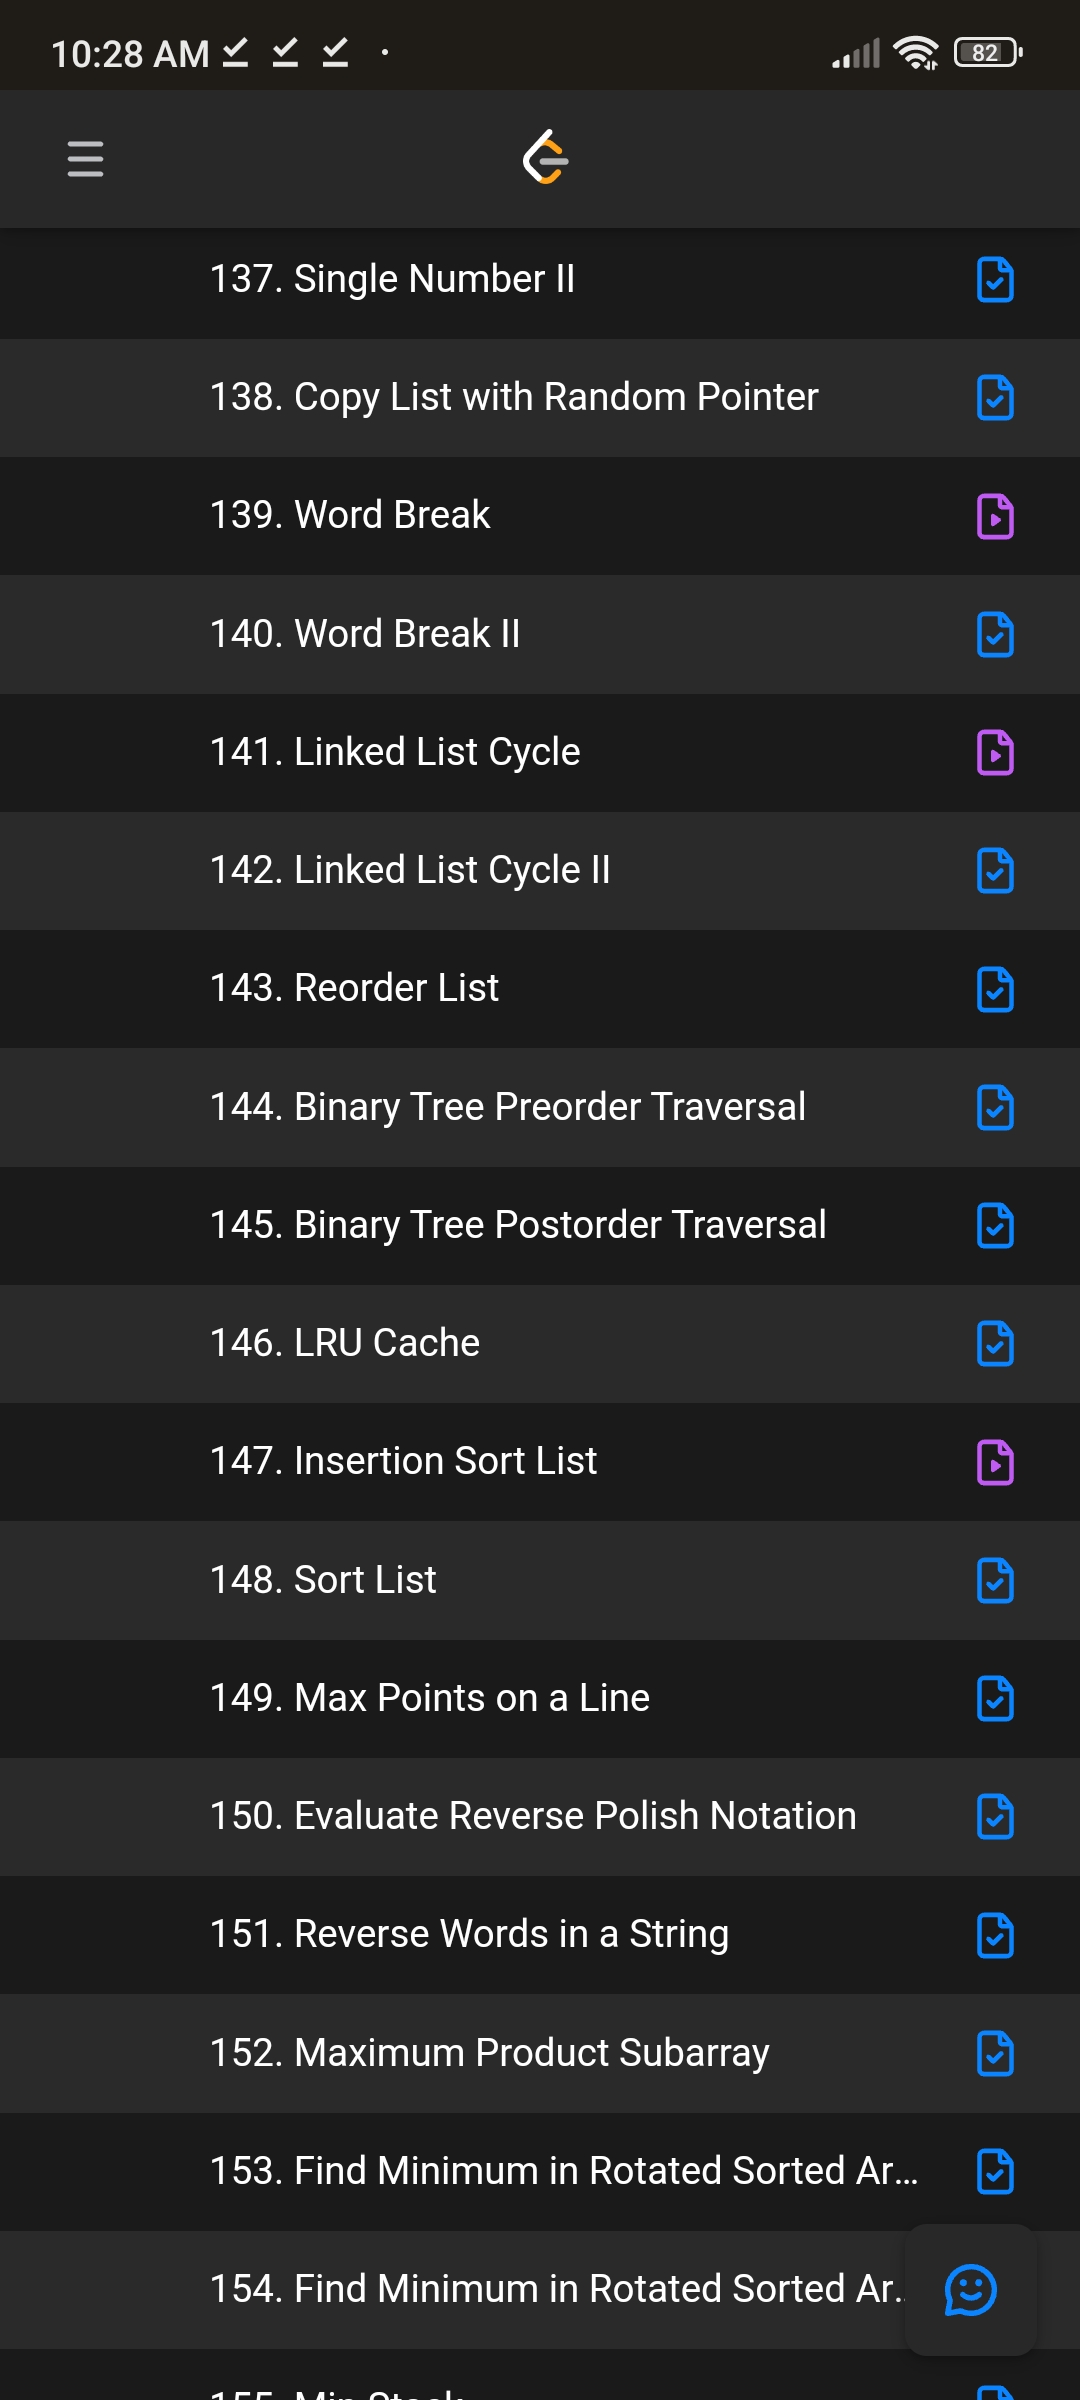 10:28 AM
82
137. Single Number II
138. Copy List with Random Pointer
139. Word Break
140. Word Break II
141. Linked List Cycle
142. Linked List Cycle II
143. Reorder List
144. Binary Tree Preorder Traversal
145. Binary Tree Postorder Traversal
146. LRU Cache
147. Insertion Sort List
148. Sort List
149. Max Points on a Line
150. Evaluate Reverse Polish Notation
151. Reverse Words in a String
152. Maximum Product Subarray
153. Find Minimum in Rotated Sorted Ar...
154. Find Minimum in Rotated Sorted Ar..
155. Min Stack